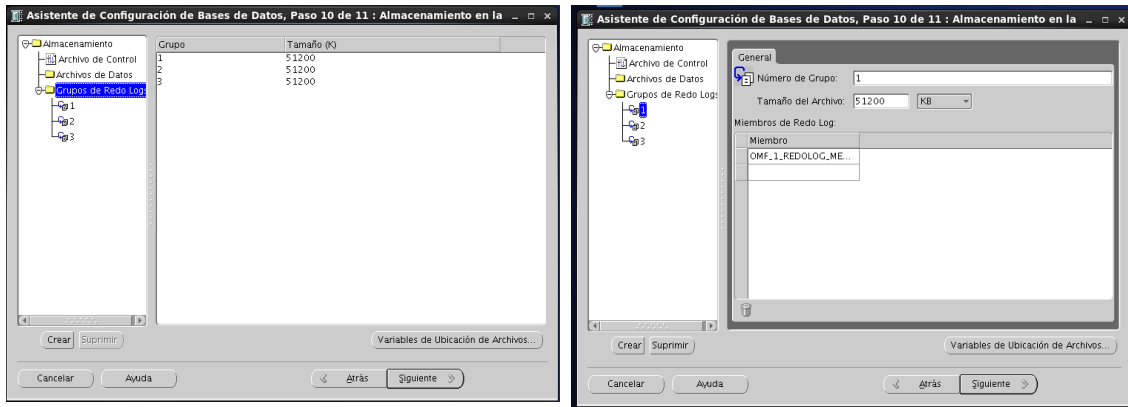 Asistente de Configuración de Bases de Datos, Paso 10 de 11 : Almacenamiento en la
Almacenamiento
Archivo de Control
Archivos de Datos
Grupos de Redo Logs
1
2
3
Grupo Tamaño (K)
1 51200
2 51200
3 51200
Crear Suprimir
Variables de Ubicación de Archivos...
Cancelar Ayuda Atrás Siguiente
Asistente de Configuración de Bases de Datos, Paso 10 de 11 : Almacenamiento en la
Almacenamiento
Archivo de Control
Archivos de Datos
Grupos de Redo Logs
1
2
3
General
Número de Grupo: 1
Tamaño del Archivo: 51200 KB
Miembros de Redo Log:
Miembro
OMF_1_REDOLOG_ME...
Crear Suprimir
Variables de Ubicación de Archivos...
Cancelar Ayuda Atrás Siguiente